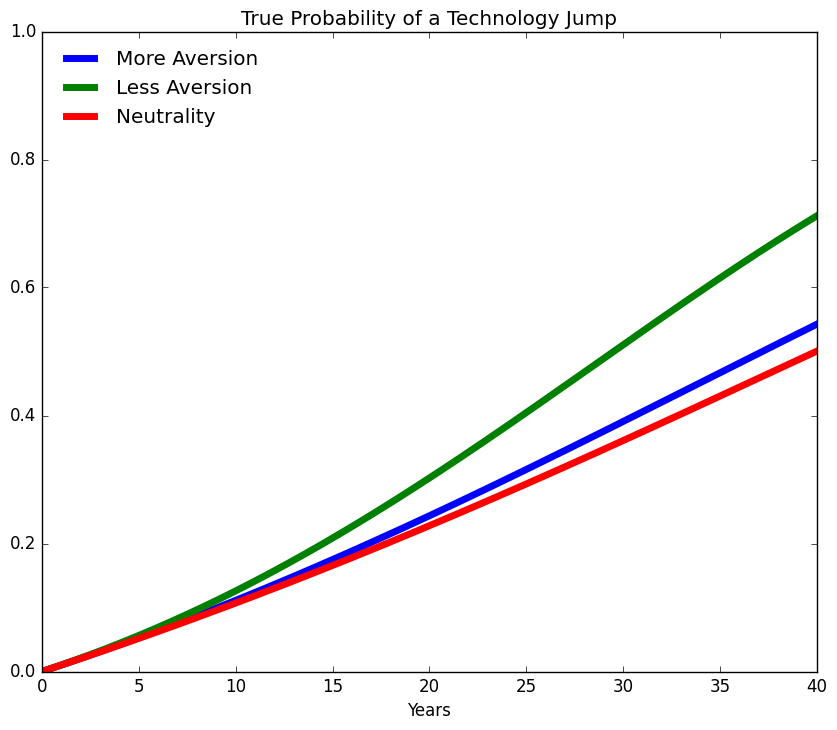 True Probability of a Technology Jump
1.0
More Aversion
Less Aversion
Neutrality
0.8
0.6
0.4
0.2
0.0
0 5 10 15 20 25 30 35 40
Years